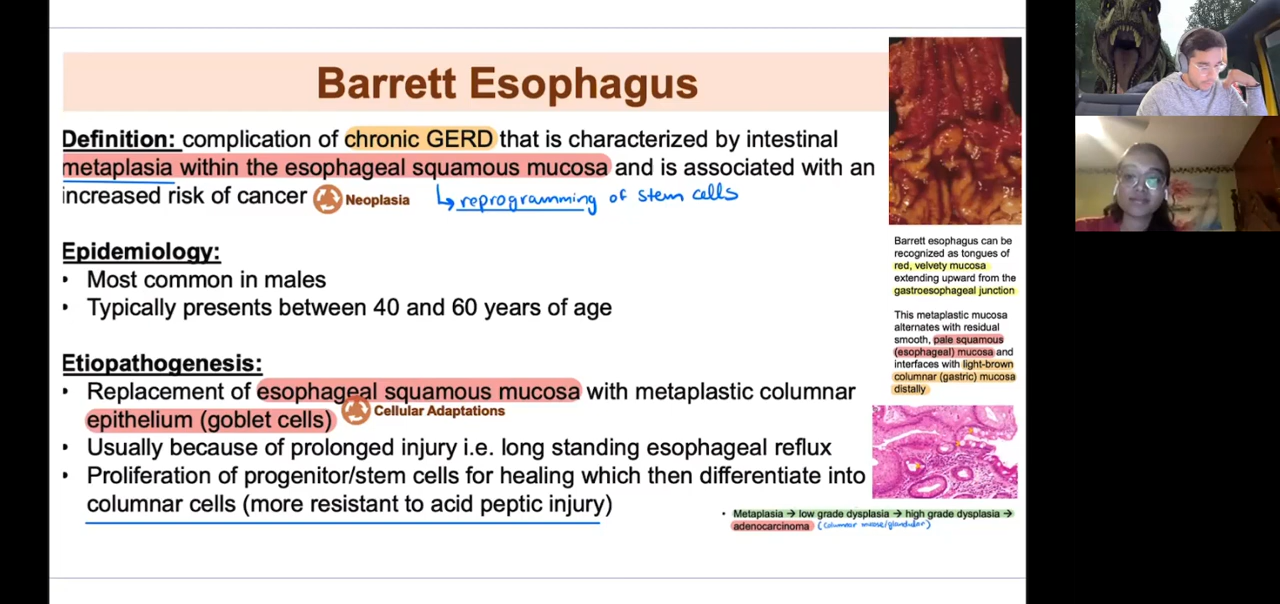 Barrett Esophagus
Definition: complication of chronic GERD that is characterized by intestinal
metaplasia within the esophageal squamous mucosa and is associated with an
increased risk of cancer Neoplasia
↳ reprogramming of stem cells
Epidemiology:
• Most common in males
• Typically presents between 40 and 60 years of age
Etiopathogenesis:
• Replacement of esophageal squamous mucosa with metaplastic columnar
epithelium (goblet cells) Cellular Adaptations
• Usually because of prolonged injury i.e. long standing esophageal reflux
• Proliferation of progenitor/stem cells for healing which then differentiate into
columnar cells (more resistant to acid peptic injury)
Barrett esophagus can be
recognized as tongues of
red, velvety mucosa
extending upward from the
gastroesophageal junction
This metaplastic mucosa
alternates with residual
smooth, pale squamous
(esophageal) mucosa and
interfaces with light-brown
columnar (gastric) mucosa
distally
• Metaplasia → low grade dysplasia → high grade dysplasia →
adenocarcinoma (columnar mucosa/glandular)